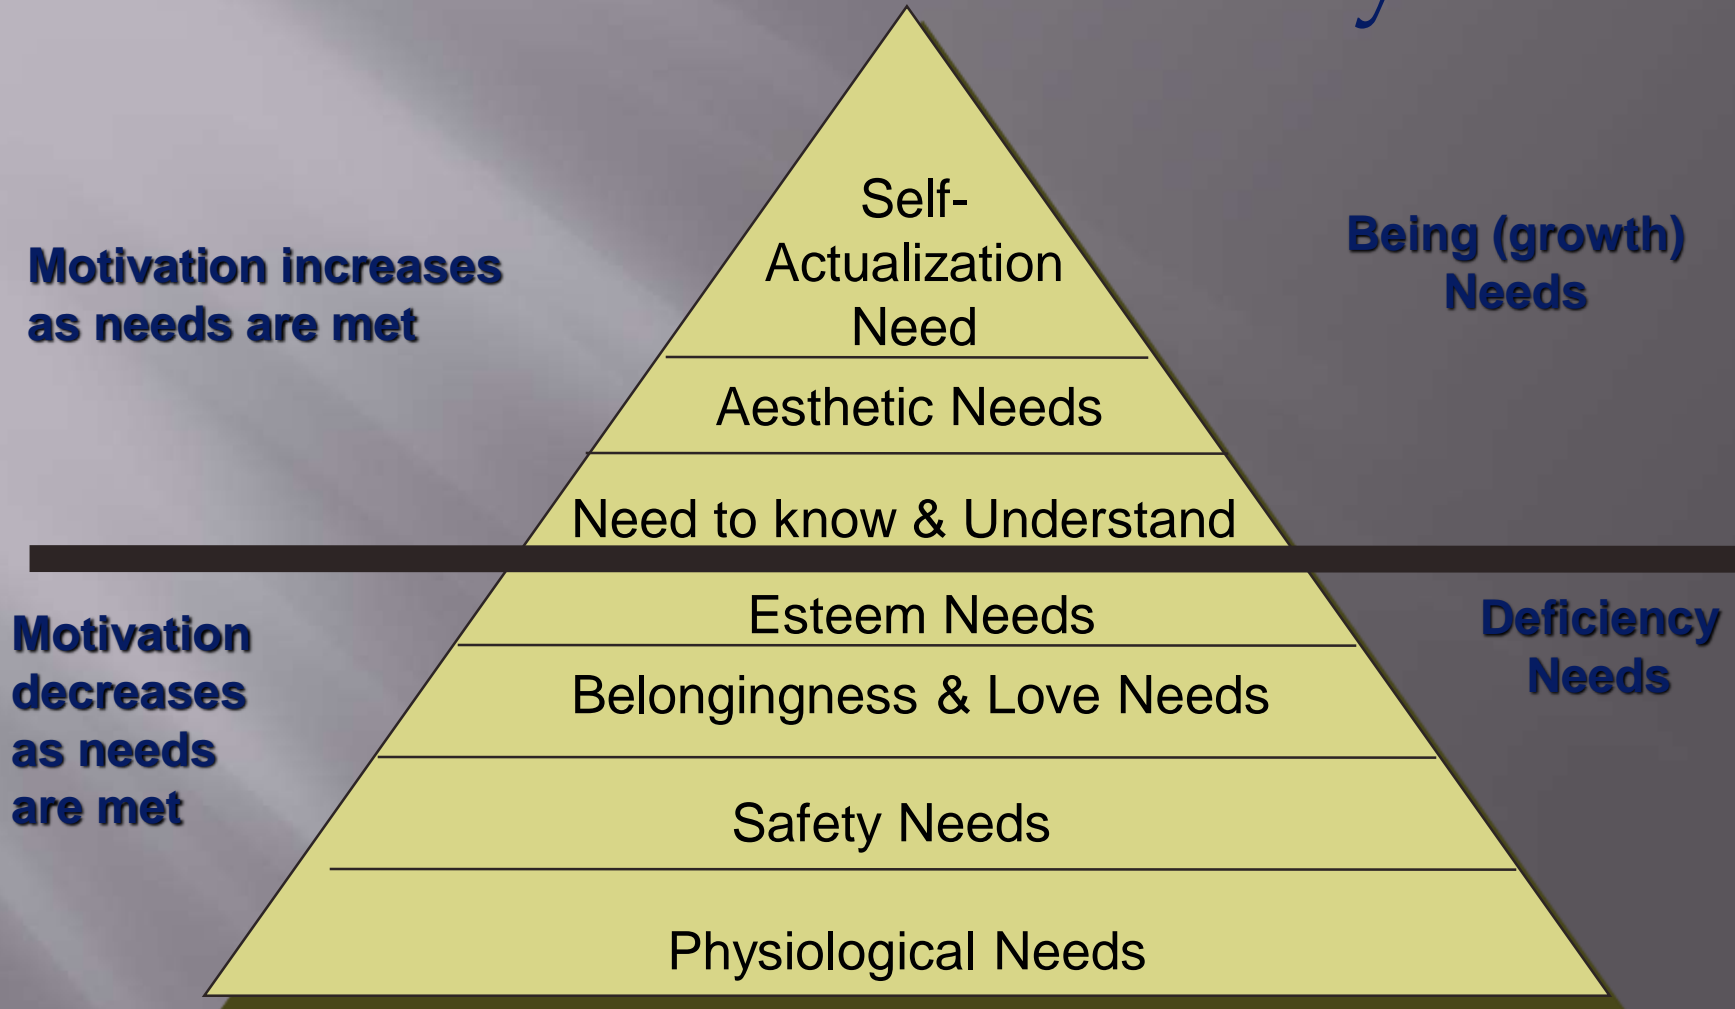 Self-
Actualization
Need
Aesthetic Needs
Need to know & Understand
Esteem Needs
Belongingness & Love Needs
Safety Needs
Physiological Needs
Motivation increases
as needs are met
Being (growth)
Needs
Motivation
decreases
as needs
are met
Deficiency
Needs